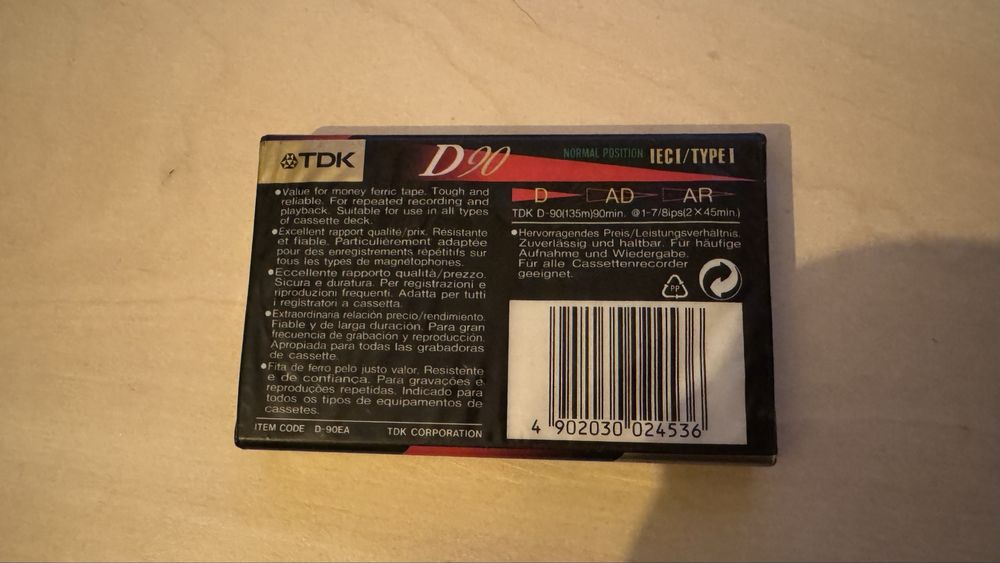 TDK
D90
NORMAL POSITION IECI/TYPE I
●Value for money ferric tape. Tough and
reliable. For repeated recording and
playback. Suitable for use in all types
of cassette deck.
●Excellent rapport qualité/prix. Resistante
et fiable. Particulièrement adaptée
pour des enregistrements répétitifs sur
tous les types de magnétophones.
●Eccellente rapporto qualità/prezzo.
Sicura e duratura. Per registrazioni e
riproduzioni frequenti. Adatta per tutti
i registratori a cassetta.
●Extraordinaria relación precio/rendimiento.
Fiable y de larga duración. Para gran
frecuencia de grabación y reproducción.
Apropiada para todas las grabadoras
de cassette.
●Fita de ferro pelo justo valor. Resistente
e de confiança. Para gravações e
reproduções repetidas. Indicado para
todos os tipos de equipamentos de
cassetes.
ITEM CODE D-90EA TDK CORPORATION
D AD AR
TDK D-90(135m)90min. @1-7/8ips(2×45min.)
●Hervorragendes Preis/Leistungsverhältnis.
Zuverlässig und haltbar. Für häufige
Aufnahme und Wiedergabe.
Für alle Cassettenrecorder
geeignet.
PP
4 902030 024536